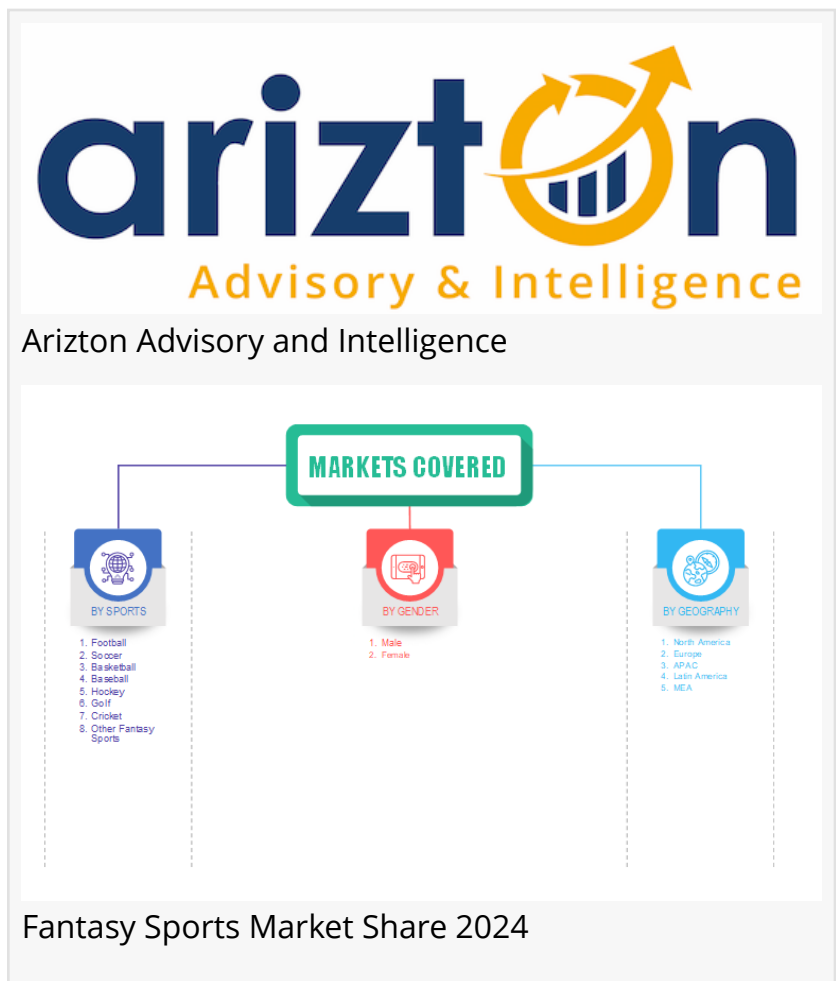 arizton
Advisory & Intelligence
Arizton Advisory and Intelligence
MARKETS COVERED
BY SPORTS
1. Football
2. Soccer
3. Basketball
4. Baseball
5. Hockey
6. Golf
7. Cricket
8. Other Fantasy
Sports
BY GENDER
1. Male
2. Female
BY GEOGRAPHY
1. North America
2. Europe
3. APAC
4. Latin America
5. MEA
Fantasy Sports Market Share 2024